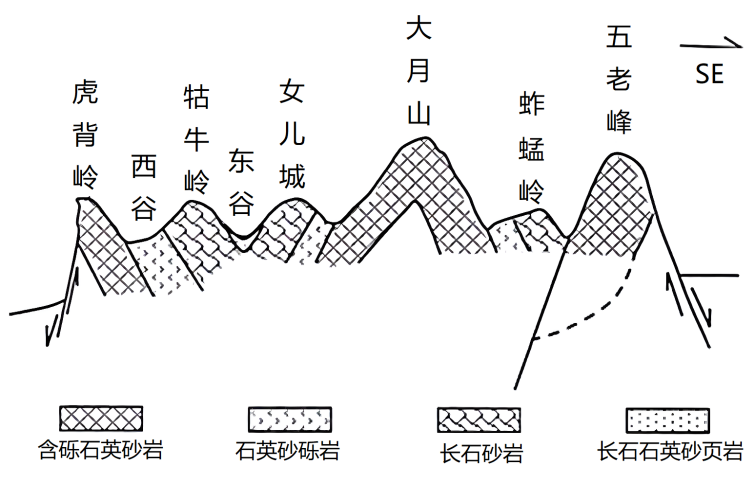 虎背岭
西谷
牯牛岭
东谷
女儿城
大月山
蚱蜢岭
五老峰
SE
含砾石英砂岩
石英砂砾岩
长石砂岩
长石石英砂页岩